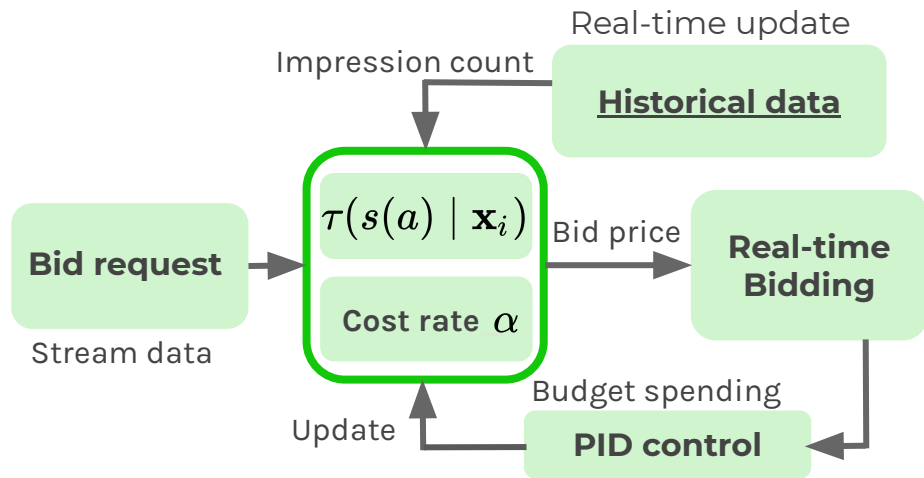 Real-time update
Impression count
Historical data
τ(s(a) | xᵢ)
Bid request
Bid price
Real-time
Bidding
Cost rate α
Stream data
Budget spending
Update
PID control